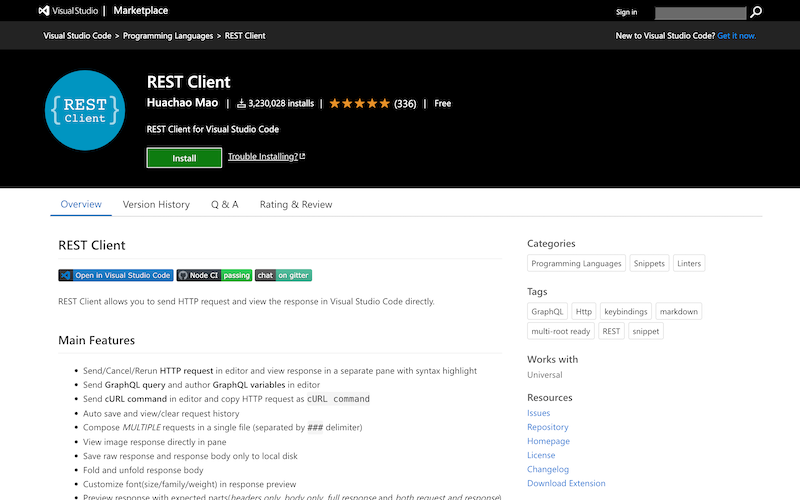 Visual Studio | Marketplace
Sign in
Visual Studio Code > Programming Languages > REST Client
New to Visual Studio Code? Get it now.
{REST}
Client
REST Client
Huachao Mao | 3,230,028 installs | ★★★★★ (336) | Free
REST Client for Visual Studio Code
Install
Trouble Installing?
Overview
Version History
Q & A
Rating & Review
REST Client
Open in Visual Studio Code
Node CI passing
chat on gitter
REST Client allows you to send HTTP request and view the response in Visual Studio Code directly.
Main Features
• Send/Cancel/Rerun HTTP request in editor and view response in a separate pane with syntax highlight
• Send GraphQL query and author GraphQL variables in editor
• Send cURL command in editor and copy HTTP request as cURL command
• Auto save and view/clear request history
• Compose MULTIPLE requests in a single file (separated by ### delimiter)
• View image response directly in pane
• Save raw response and response body only to local disk
• Fold and unfold response body
• Customize font(size/family/weight) in response preview
• Preview response with expected parts(headers only, body only, full response and both request and response)
Categories
Programming Languages
Snippets
Linters
Tags
GraphQL
Http
keybindings
markdown
multi-root ready
REST
snippet
Works with
Universal
Resources
Issues
Repository
Homepage
License
Changelog
Download Extension